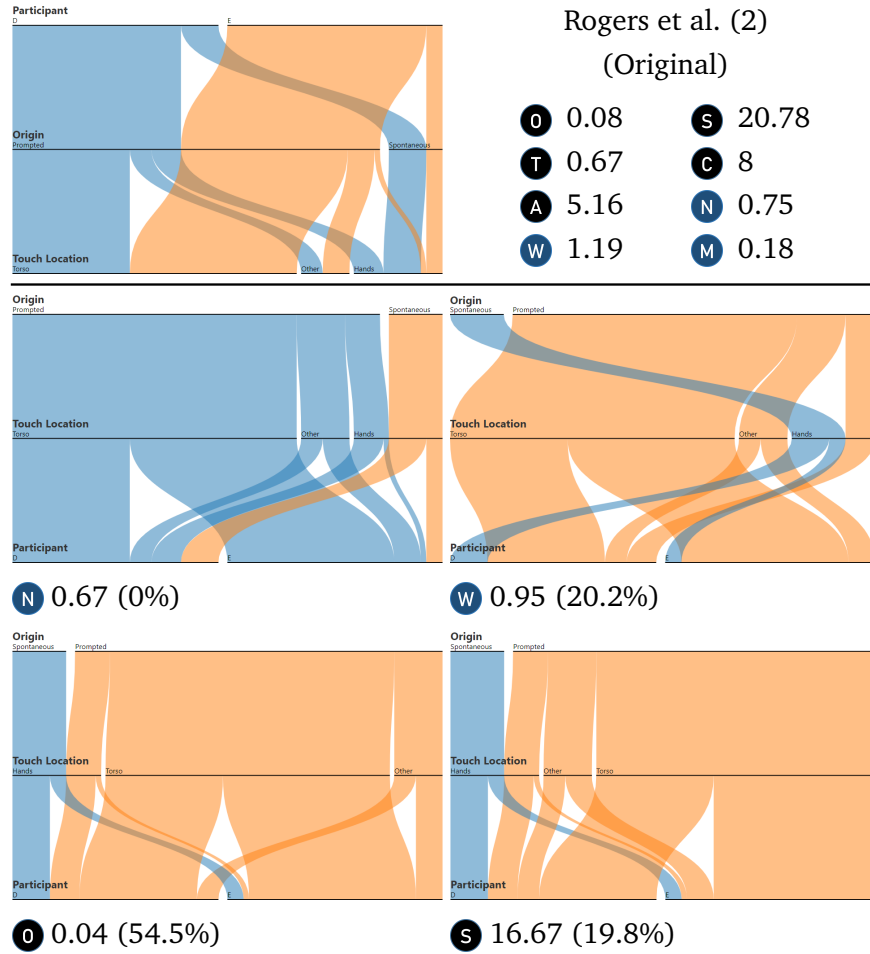 Participant
D E
Origin
Prompted Spontaneous
Touch Location
Torso Other Hands
Rogers et al. (2)
(Original)
O 0.08 S 20.78
T 0.67 C 8
A 5.16 N 0.75
W 1.19 M 0.18
Origin
Prompted Spontaneous
Touch Location
Torso Other Hands
Participant
D E
N 0.67 (0%)
Origin
Spontaneous Prompted
Touch Location
Torso Other Hands
Participant
D E
W 0.95 (20.2%)
Origin
Spontaneous Prompted
Touch Location
Hands Torso Other
Participant
D E
O 0.04 (54.5%)
Origin
Spontaneous Prompted
Touch Location
Hands Other Torso
Participant
D E
S 16.67 (19.8%)